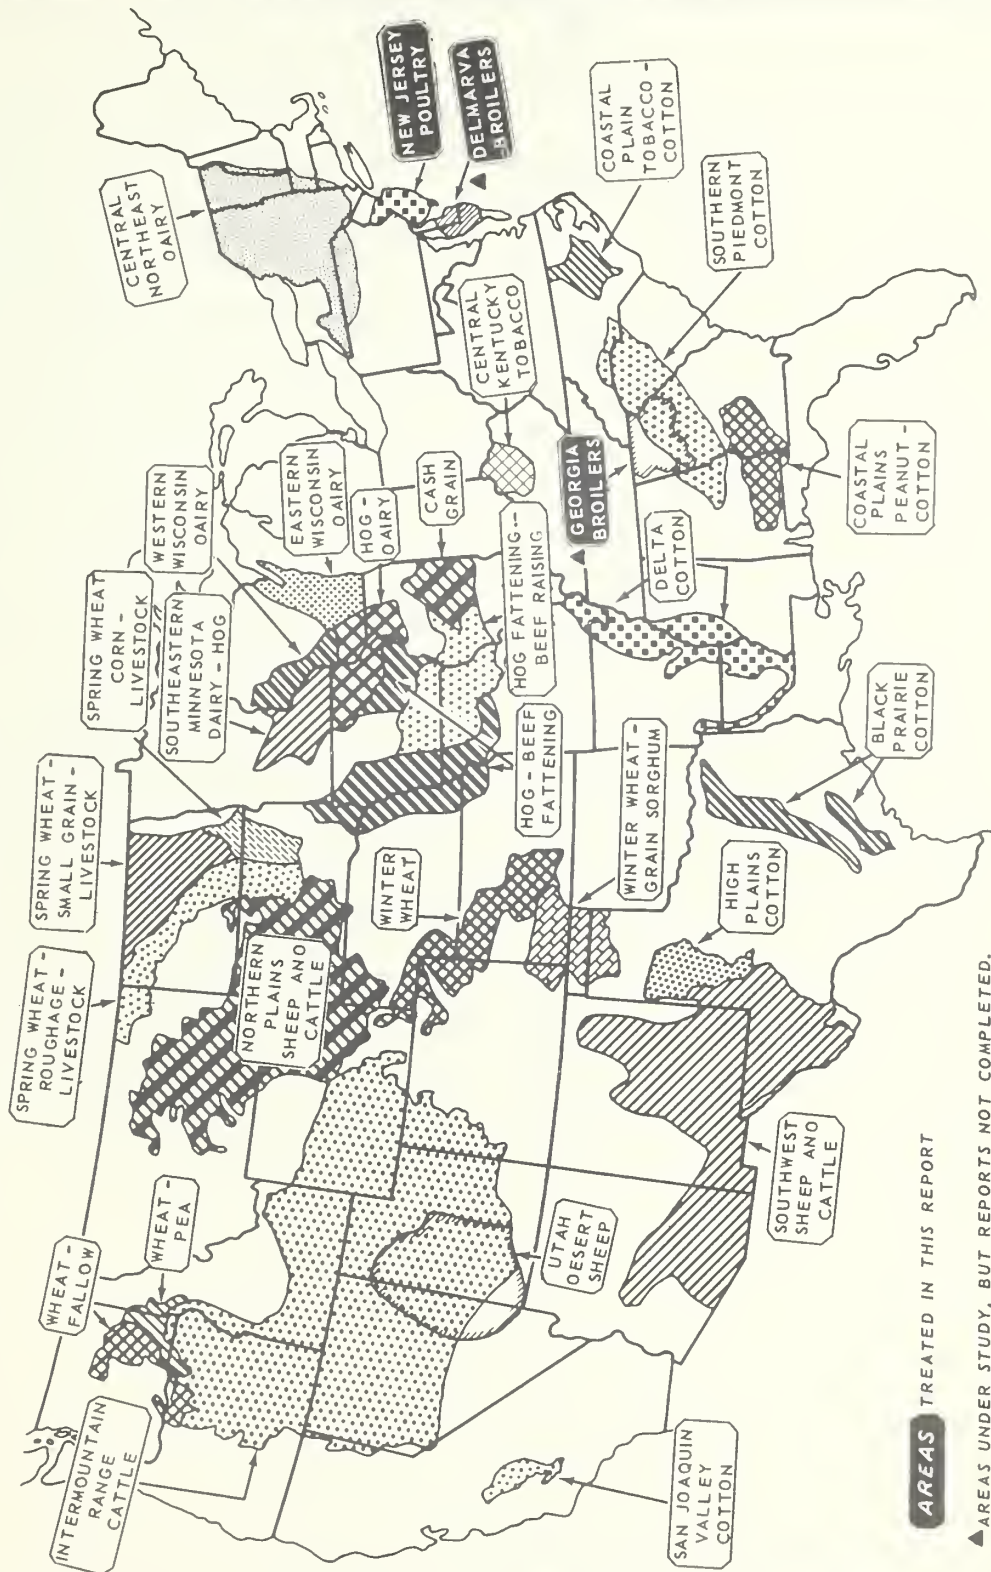 CENTRAL
NORTHEAST
DAIRY
NEW JERSEY
POULTRY
DELMARVA
BROILERS
COASTAL
PLAIN
TOBACCO -
COTTON
SOUTHERN
PIEDMONT
COTTON
CENTRAL
KENTUCKY
TOBACCO
WESTERN
WISCONSIN
DAIRY
EASTERN
WISCONSIN
DAIRY
HOG -
DAIRY
CASH
GRAIN
SPRING WHEAT
CORN -
LIVESTOCK
SOUTHEASTERN
MINNESOTA
DAIRY - HOG
HOG FATTENING--
BEEF RAISING
GEORGIA
BROILERS
DELTA
COTTON
COASTAL
PLAINS
PEANUT -
COTTON
SPRING WHEAT-
SMALL GRAIN-
LIVESTOCK
HOG - BEEF
FATTENING
BLACK
PRAIRIE
COTTON
SPRING WHEAT-
ROUGHAGE-
LIVESTOCK
NORTHERN
PLAINS
SHEEP AND
CATTLE
WINTER
WHEAT
WINTER WHEAT-
GRAIN SORGHUM
HIGH
PLAINS
COTTON
WHEAT-
FALLOW
WHEAT-
PEA
UTAH
DESERT
SHEEP
SOUTHWEST
SHEEP AND
CATTLE
INTERMOUNTAIN
RANGE
CATTLE
SAN JOAQUIN
VALLEY
COTTON
AREAS TREATED IN THIS REPORT
▲ AREAS UNDER STUDY, BUT REPORTS NOT COMPLETED.